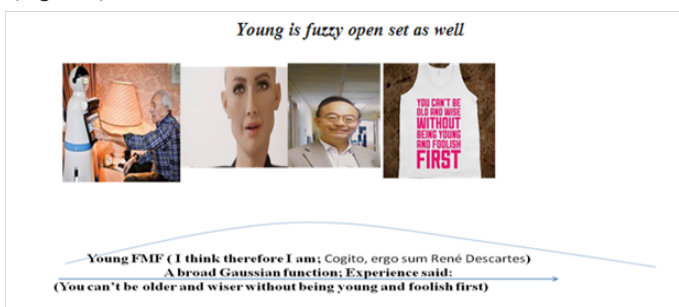 Young is fuzzy open set as well
YOU CAN'T BE
OLD AND WISE
WITHOUT
BEING YOUNG
AND FOOLISH
FIRST
Young FMF ( I think therefore I am; Cogito, ergo sum René Descartes)
A broad Gaussian function; Experience said:
(You can't be older and wiser without being young and foolish first)